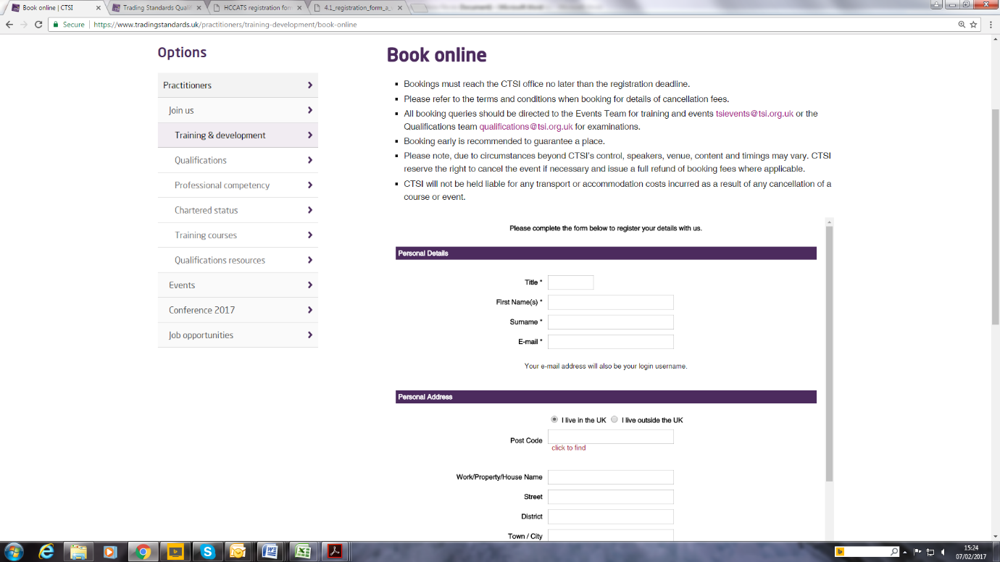 Book online | CTSI
Trading Standards Qualif
HCCATS registration form
4.1_registration_form_a_
Secure
https://www.tradingstandards.uk/practitioners/training-development/book-online
Options
Practitioners
Join us
Training & development
Qualifications
Professional competency
Chartered status
Training courses
Qualifications resources
Events
Conference 2017
Job opportunities
Book online
Bookings must reach the CTSI office no later than the registration deadline.
Please refer to the terms and conditions when booking for details of cancellation fees.
All booking queries should be directed to the Events Team for training and events tsievents@tsi.org.uk or the
Qualifications team qualifications@tsi.org.uk for examinations.
Booking early is recommended to guarantee a place.
Please note, due to circumstances beyond CTSI's control, speakers, venue, content and timings may vary. CTSI
reserve the right to cancel the event if necessary and issue a full refund of booking fees where applicable.
CTSI will not be held liable for any transport or accommodation costs incurred as a result of any cancellation of a
course or event.
Please complete the form below to register your details with us.
Personal Details
Title *
First Name(s) *
Surname *
E-mail *
Your e-mail address will also be your login username.
Personal Address
I live in the UK I live outside the UK
Post Code
click to find
Work/Property/House Name
Street
District
Town / City
15:24
07/02/2017